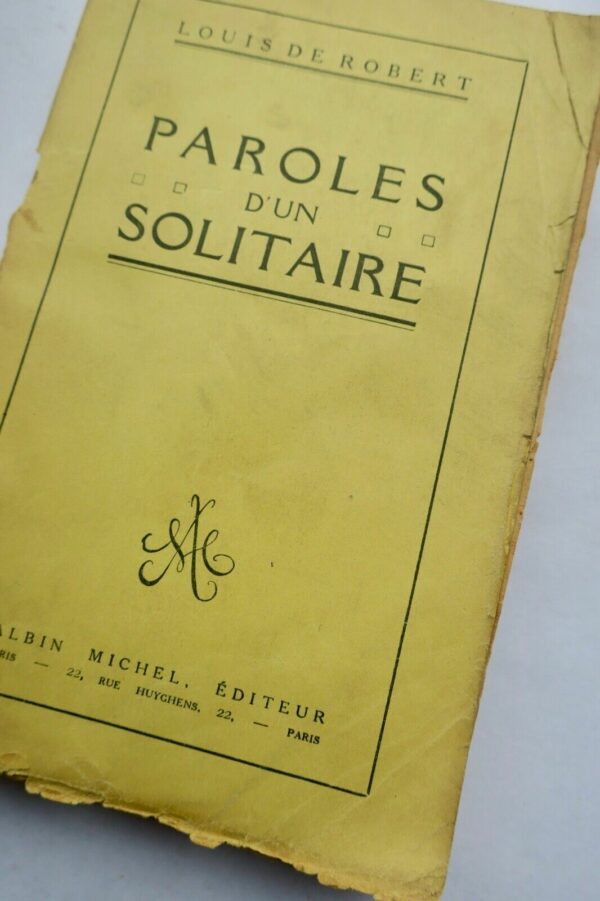 LOUIS DE ROBERT
PAROLES
D'UN
SOLITAIRE
ALBIN MICHEL, ÉDITEUR
22, RUE HUYGHENS, 22, — PARIS